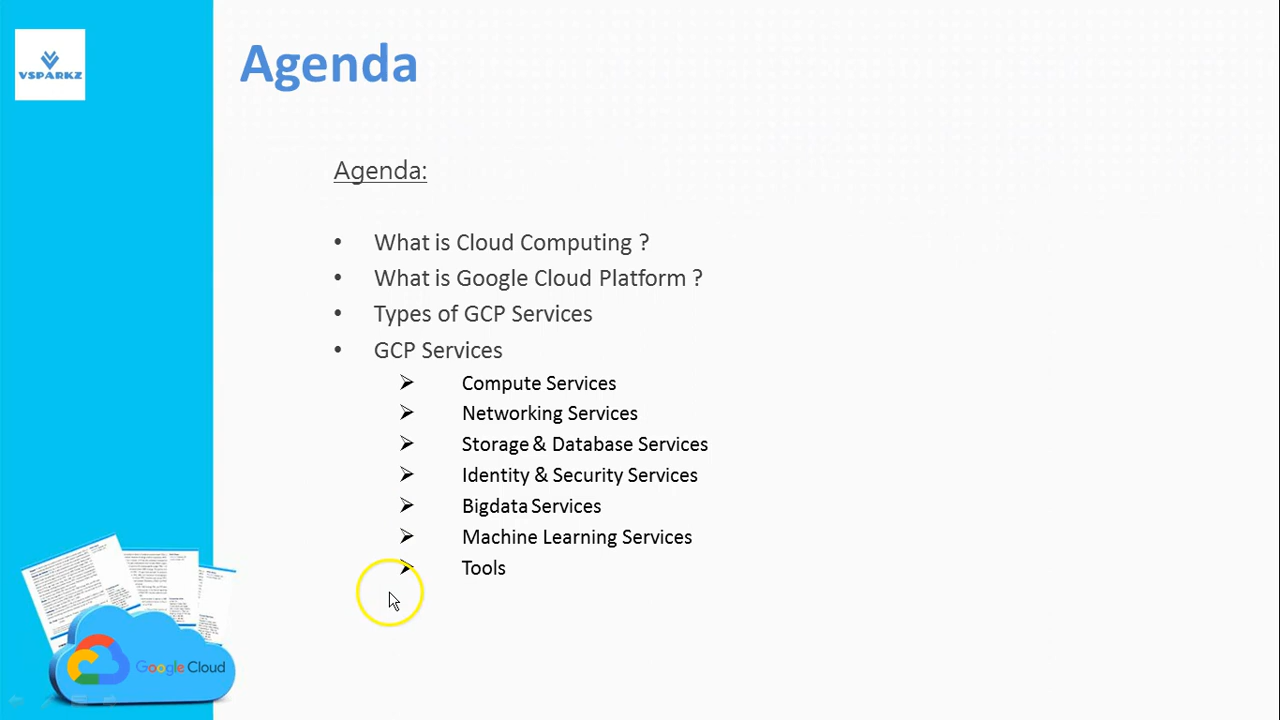 VSPARKZ
Agenda
Agenda:
• What is Cloud Computing ?
• What is Google Cloud Platform ?
• Types of GCP Services
• GCP Services
➢ Compute Services
➢ Networking Services
➢ Storage & Database Services
➢ Identity & Security Services
➢ Bigdata Services
➢ Machine Learning Services
➢ Tools
Google Cloud